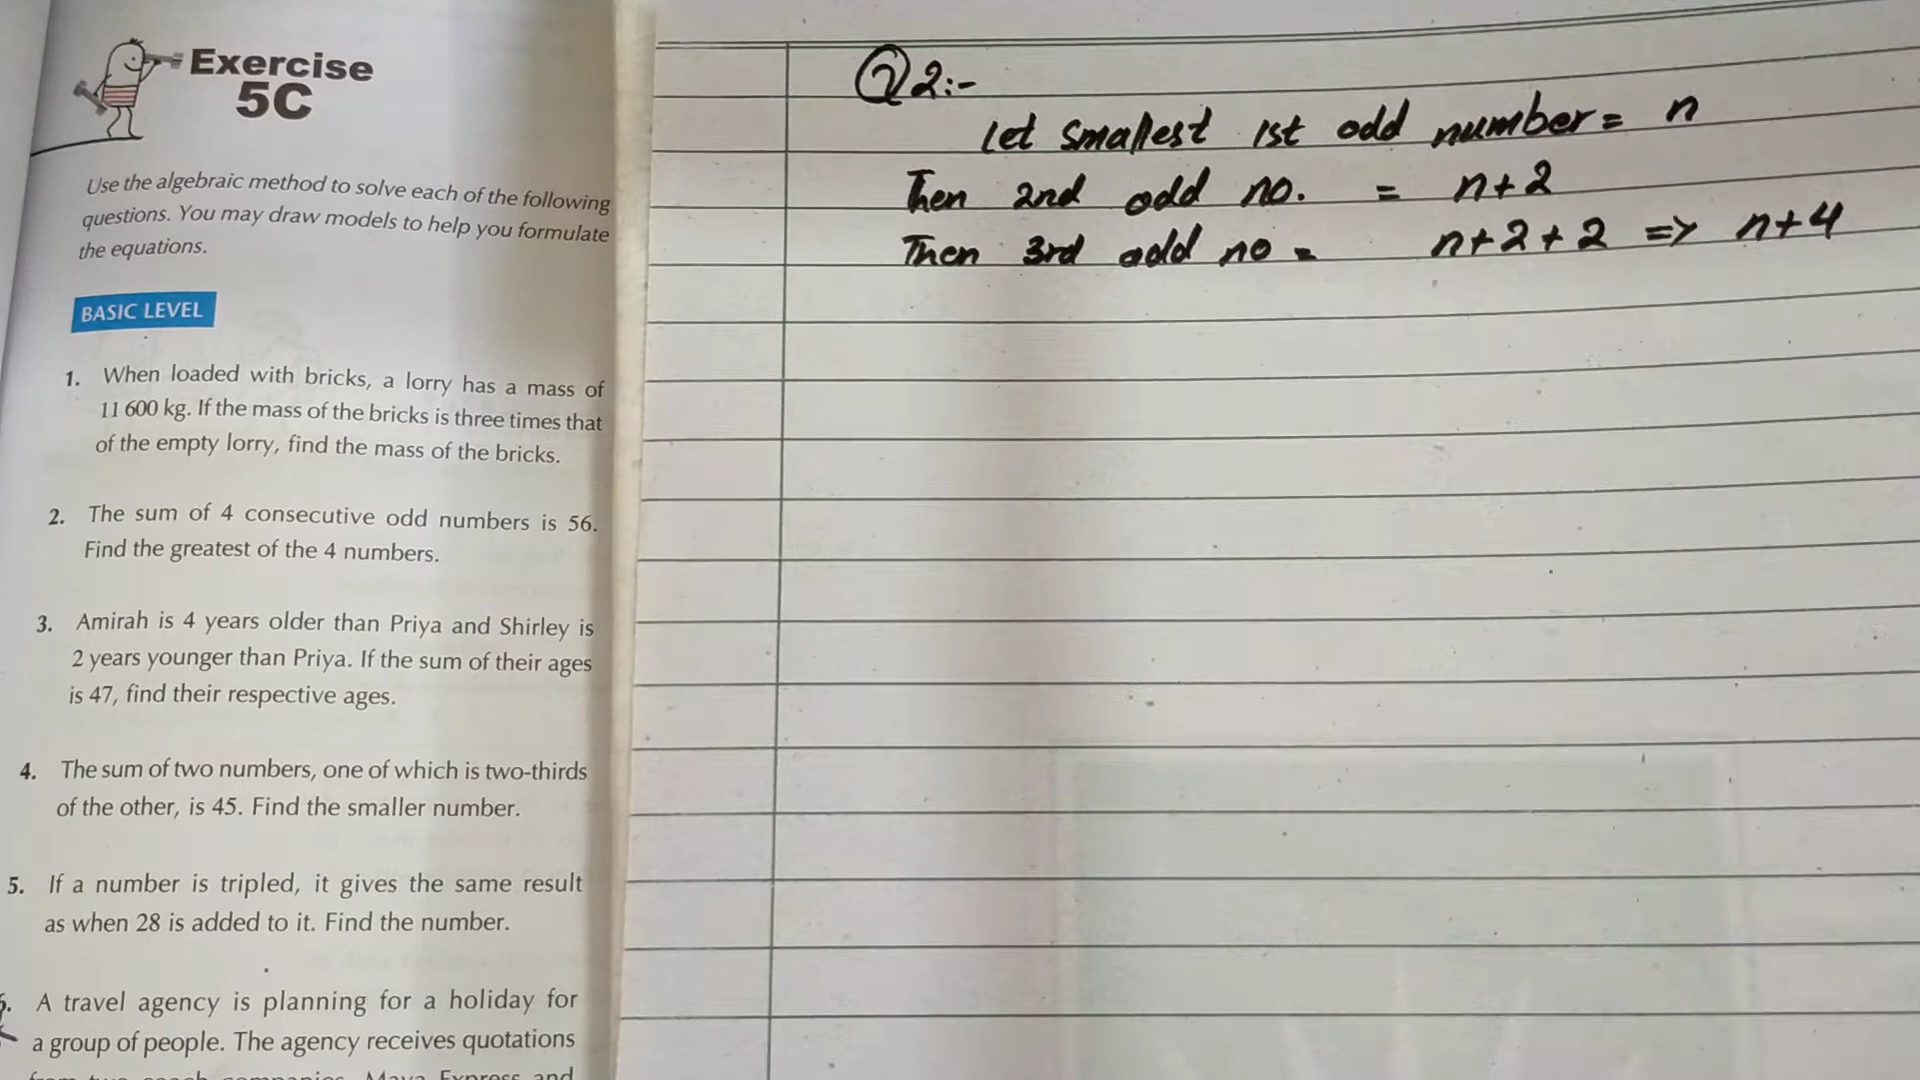 Exercise
5C
Use the algebraic method to solve each of the following
questions. You may draw models to help you formulate
the equations.
BASIC LEVEL
1. When loaded with bricks, a lorry has a mass of
11 600 kg. If the mass of the bricks is three times that
of the empty lorry, find the mass of the bricks.
2. The sum of 4 consecutive odd numbers is 56.
Find the greatest of the 4 numbers.
3. Amirah is 4 years older than Priya and Shirley is
2 years younger than Priya. If the sum of their ages
is 47, find their respective ages.
4. The sum of two numbers, one of which is two-thirds
of the other, is 45. Find the smaller number.
5. If a number is tripled, it gives the same result
as when 28 is added to it. Find the number.
6. A travel agency is planning for a holiday for
a group of people. The agency receives quotations
from two coach companies, Maya Express and
Q2:-
Let smallest 1st odd number = n
Then 2nd odd no. = n+2
Then 3rd odd no = n+2+2 => n+4